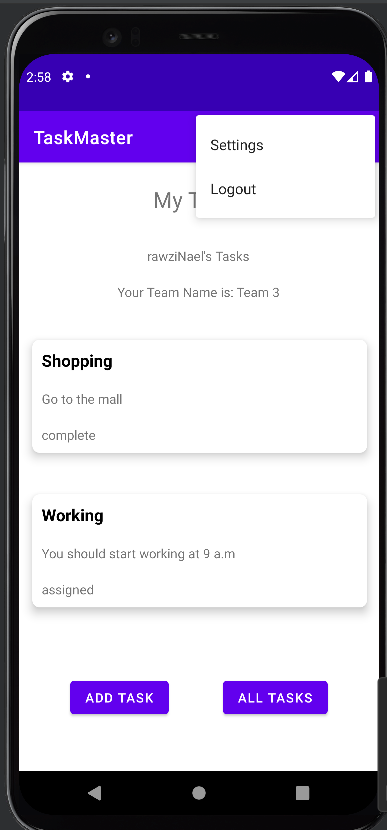 2:58
TaskMaster
Settings
Logout
My T
rawziNael's Tasks
Your Team Name is: Team 3
Shopping
Go to the mall
complete
Working
You should start working at 9 a.m
assigned
ADD TASK
ALL TASKS